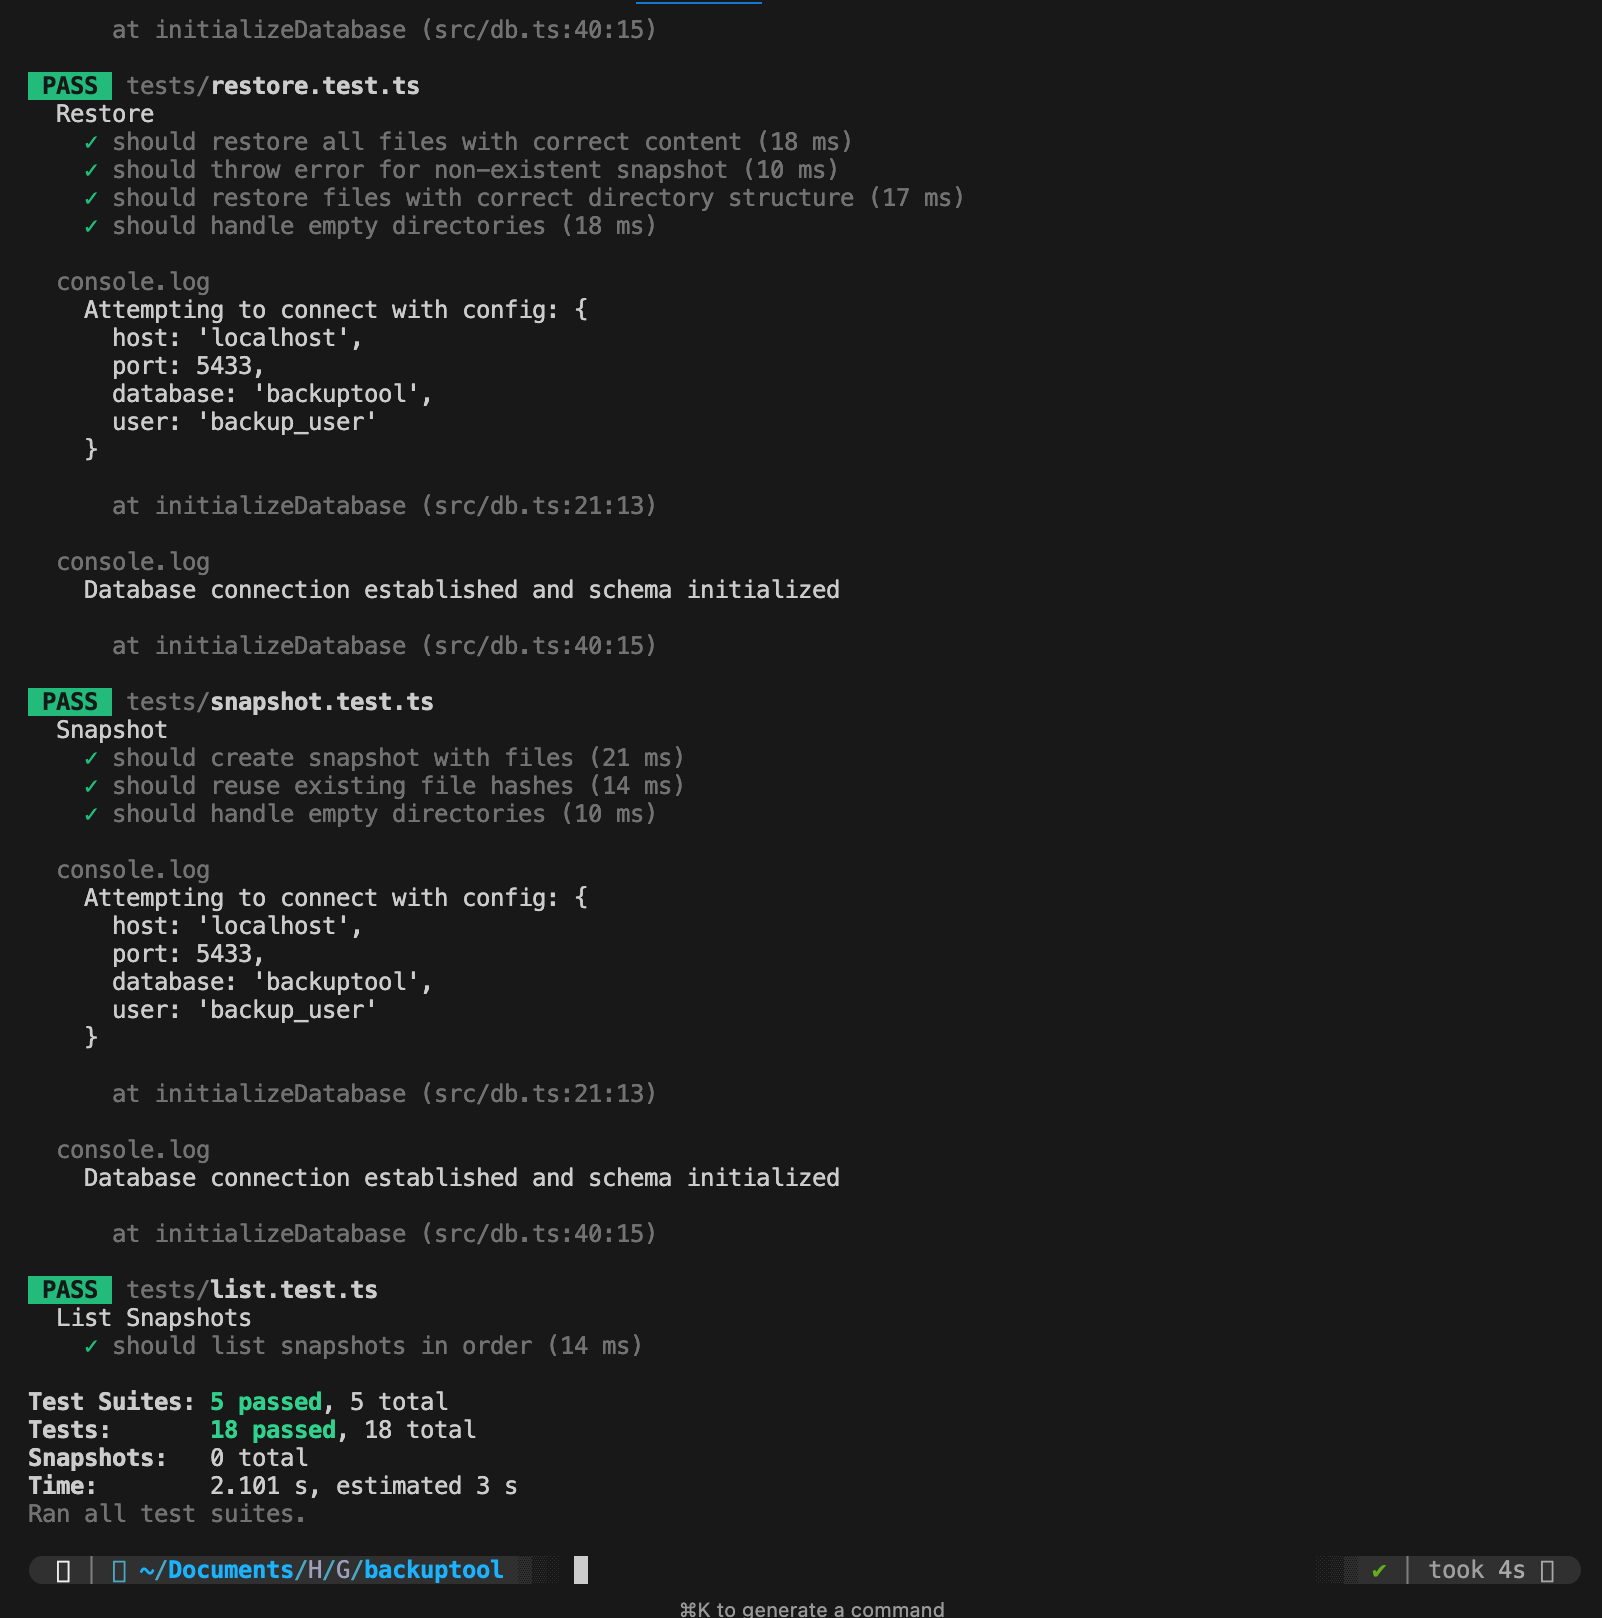 at initializeDatabase (src/db.ts:40:15)
PASS tests/restore.test.ts
Restore
✓ should restore all files with correct content (18 ms)
✓ should throw error for non-existent snapshot (10 ms)
✓ should restore files with correct directory structure (17 ms)
✓ should handle empty directories (18 ms)
console.log
Attempting to connect with config: {
host: 'localhost',
port: 5433,
database: 'backuptool',
user: 'backup_user'
}
at initializeDatabase (src/db.ts:21:13)
console.log
Database connection established and schema initialized
at initializeDatabase (src/db.ts:40:15)
PASS tests/snapshot.test.ts
Snapshot
✓ should create snapshot with files (21 ms)
✓ should reuse existing file hashes (14 ms)
✓ should handle empty directories (10 ms)
console.log
Attempting to connect with config: {
host: 'localhost',
port: 5433,
database: 'backuptool',
user: 'backup_user'
}
at initializeDatabase (src/db.ts:21:13)
console.log
Database connection established and schema initialized
at initializeDatabase (src/db.ts:40:15)
PASS tests/list.test.ts
List Snapshots
✓ should list snapshots in order (14 ms)
Test Suites: 5 passed, 5 total
Tests: 18 passed, 18 total
Snapshots: 0 total
Time: 2.101 s, estimated 3 s
Ran all test suites.
~/Documents/H/G/backuptool ✔ took 4s
⌘K to generate a command